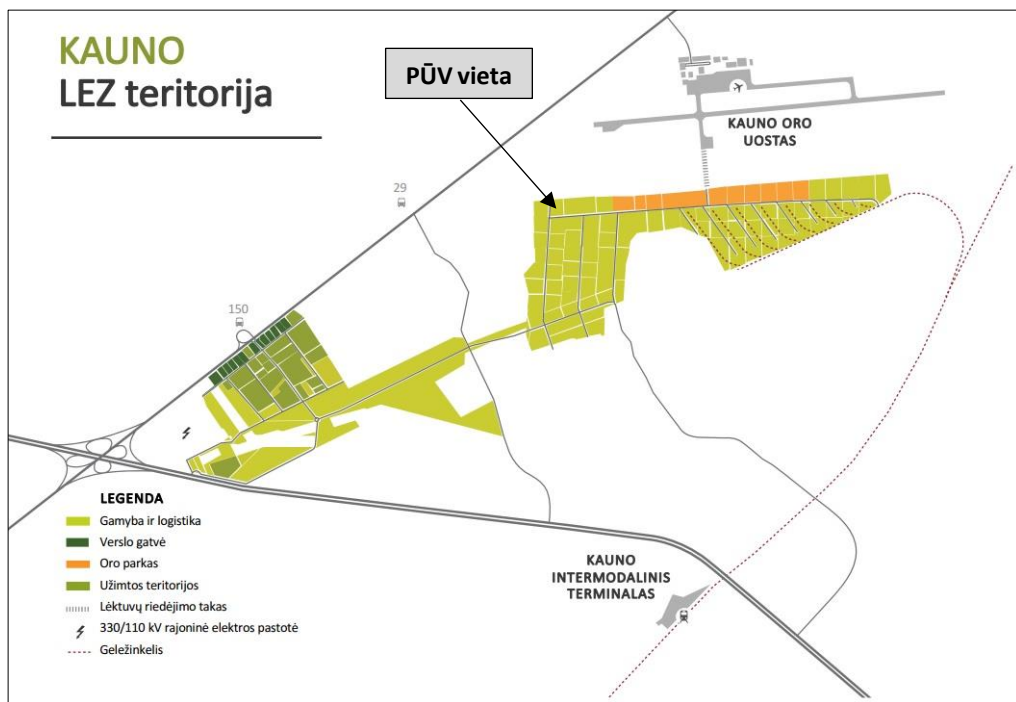 KAUNO
LEZ teritorija
PŪV vieta
KAUNO ORO
UOSTAS
29
150
KAUNO
INTERMODALINIS
TERMINALAS
LEGENDA
Gamyba ir logistika
Verslo gatvė
Oro parkas
Užimtos teritorijos
Lėktuvų riedėjimo takas
330/110 kV rajoninė elektros pastotė
Geležinkelis